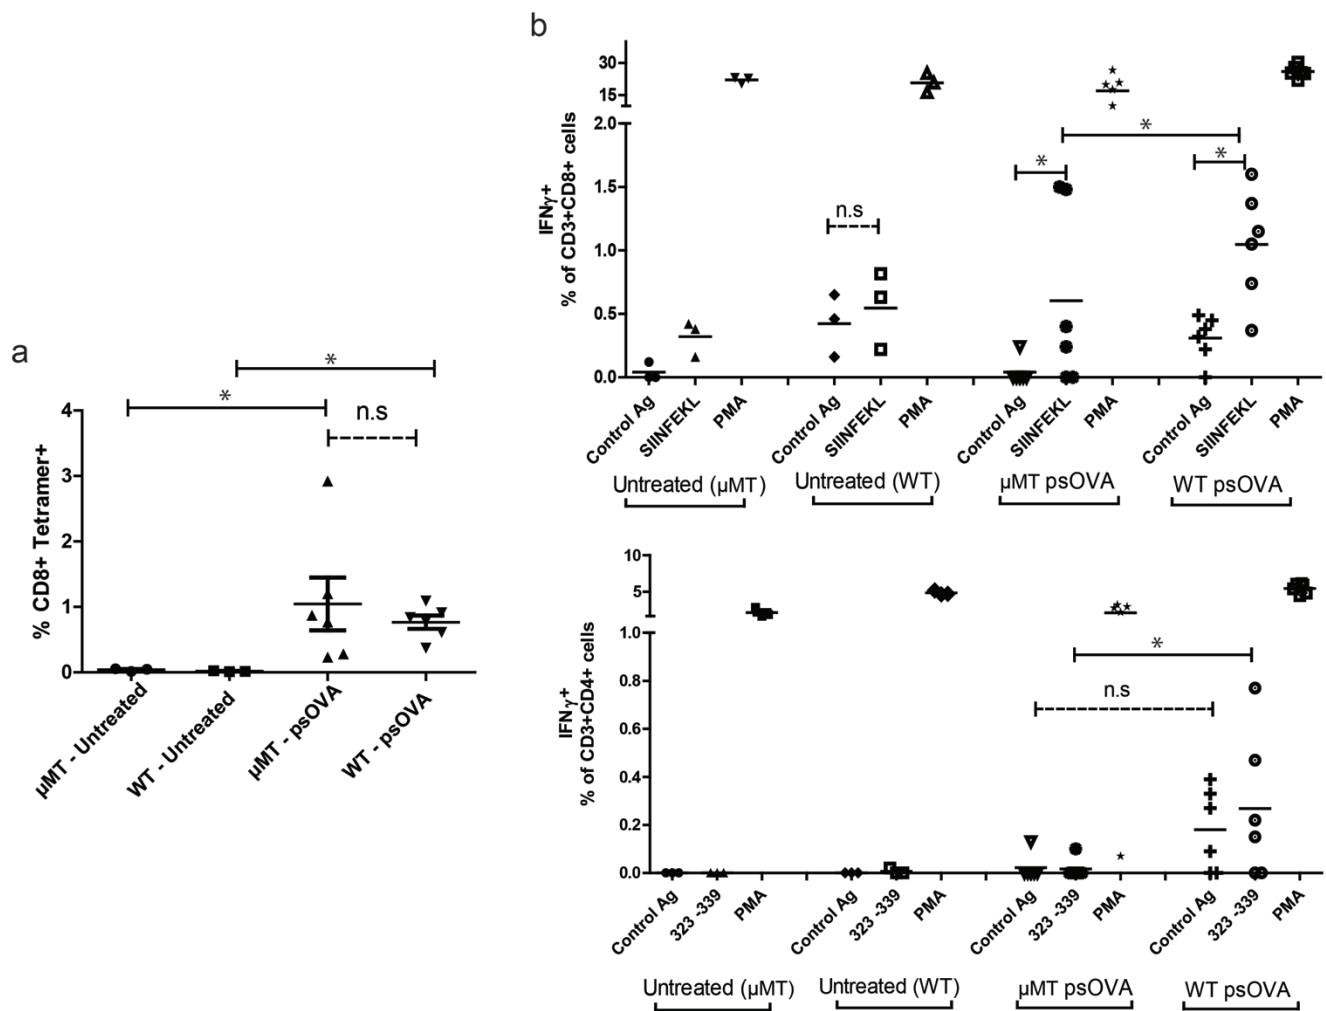 a
*
*
n.s
% CD8+ Tetramer+
4
3
2
1
0
µMT - Untreated
WT - Untreated
µMT - psOVA
WT - psOVA
b
IFNγ+
% of CD3+CD8+ cells
30
15
2.0
1.5
1.0
0.5
0.0
n.s
*
*
*
Control Ag
SIINFEKL
PMA
Control Ag
SIINFEKL
PMA
Control Ag
SIINFEKL
PMA
Control Ag
SIINFEKL
PMA
Untreated (µMT)
Untreated (WT)
µMT psOVA
WT psOVA
IFNγ+
% of CD3+CD4+ cells
10
5
1.0
0.8
0.6
0.4
0.2
0.0
*
n.s
Control Ag
323 -339
PMA
Control Ag
323 -339
PMA
Control Ag
323 -339
PMA
Control Ag
323 -339
PMA
Untreated (µMT)
Untreated (WT)
µMT psOVA
WT psOVA